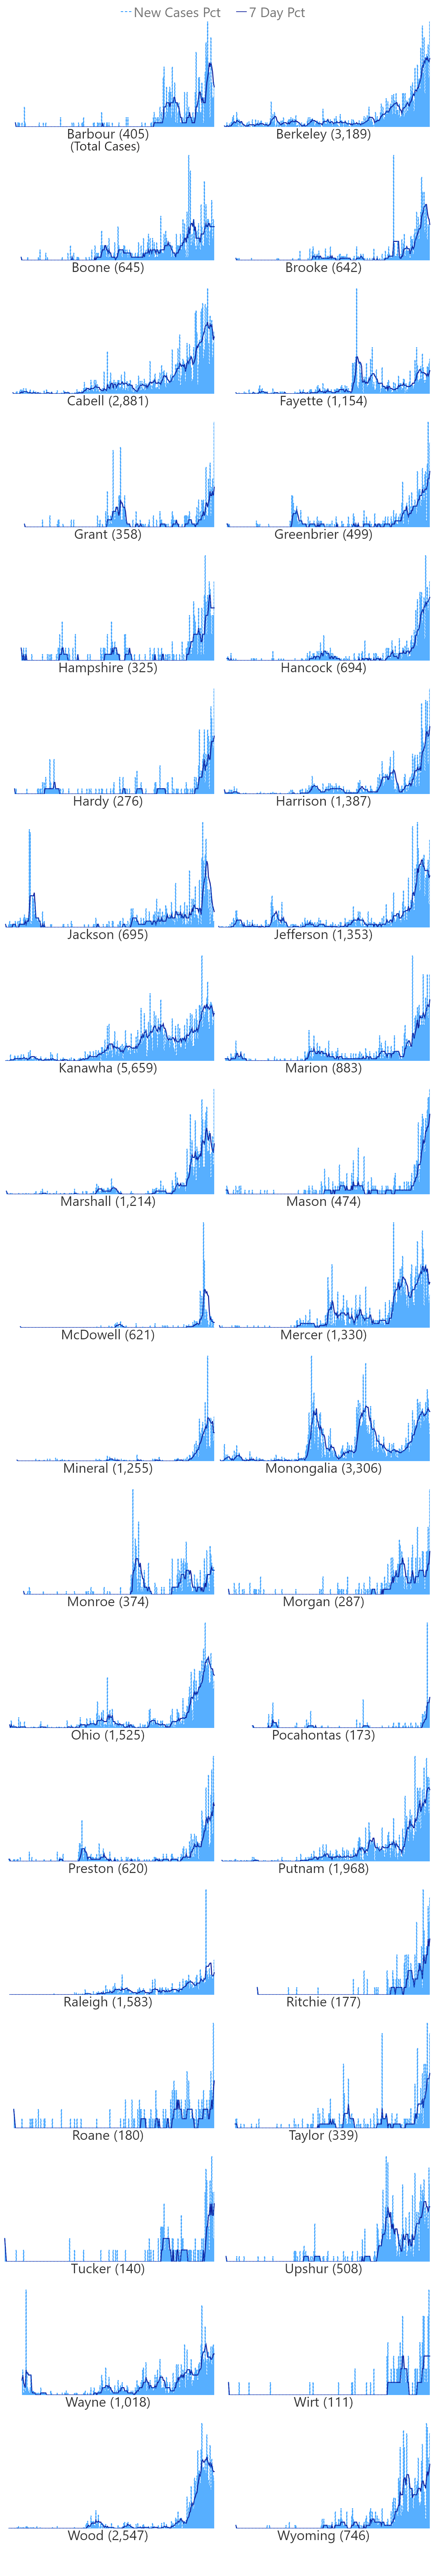 New Cases Pct 7 Day Pct
Barbour (405) Berkeley (3,189)
(Total Cases)
Boone (645) Brooke (642)
Cabell (2,881) Fayette (1,154)
Grant (358) Greenbrier (499)
Hampshire (325) Hancock (694)
Hardy (276) Harrison (1,387)
Jackson (695) Jefferson (1,353)
Kanawha (5,659) Marion (883)
Marshall (1,214) Mason (474)
McDowell (621) Mercer (1,330)
Mineral (1,255) Monongalia (3,306)
Monroe (374) Morgan (287)
Ohio (1,525) Pocahontas (173)
Preston (620) Putnam (1,968)
Raleigh (1,583) Ritchie (177)
Roane (180) Taylor (339)
Tucker (140) Upshur (508)
Wayne (1,018) Wirt (111)
Wood (2,547) Wyoming (746)